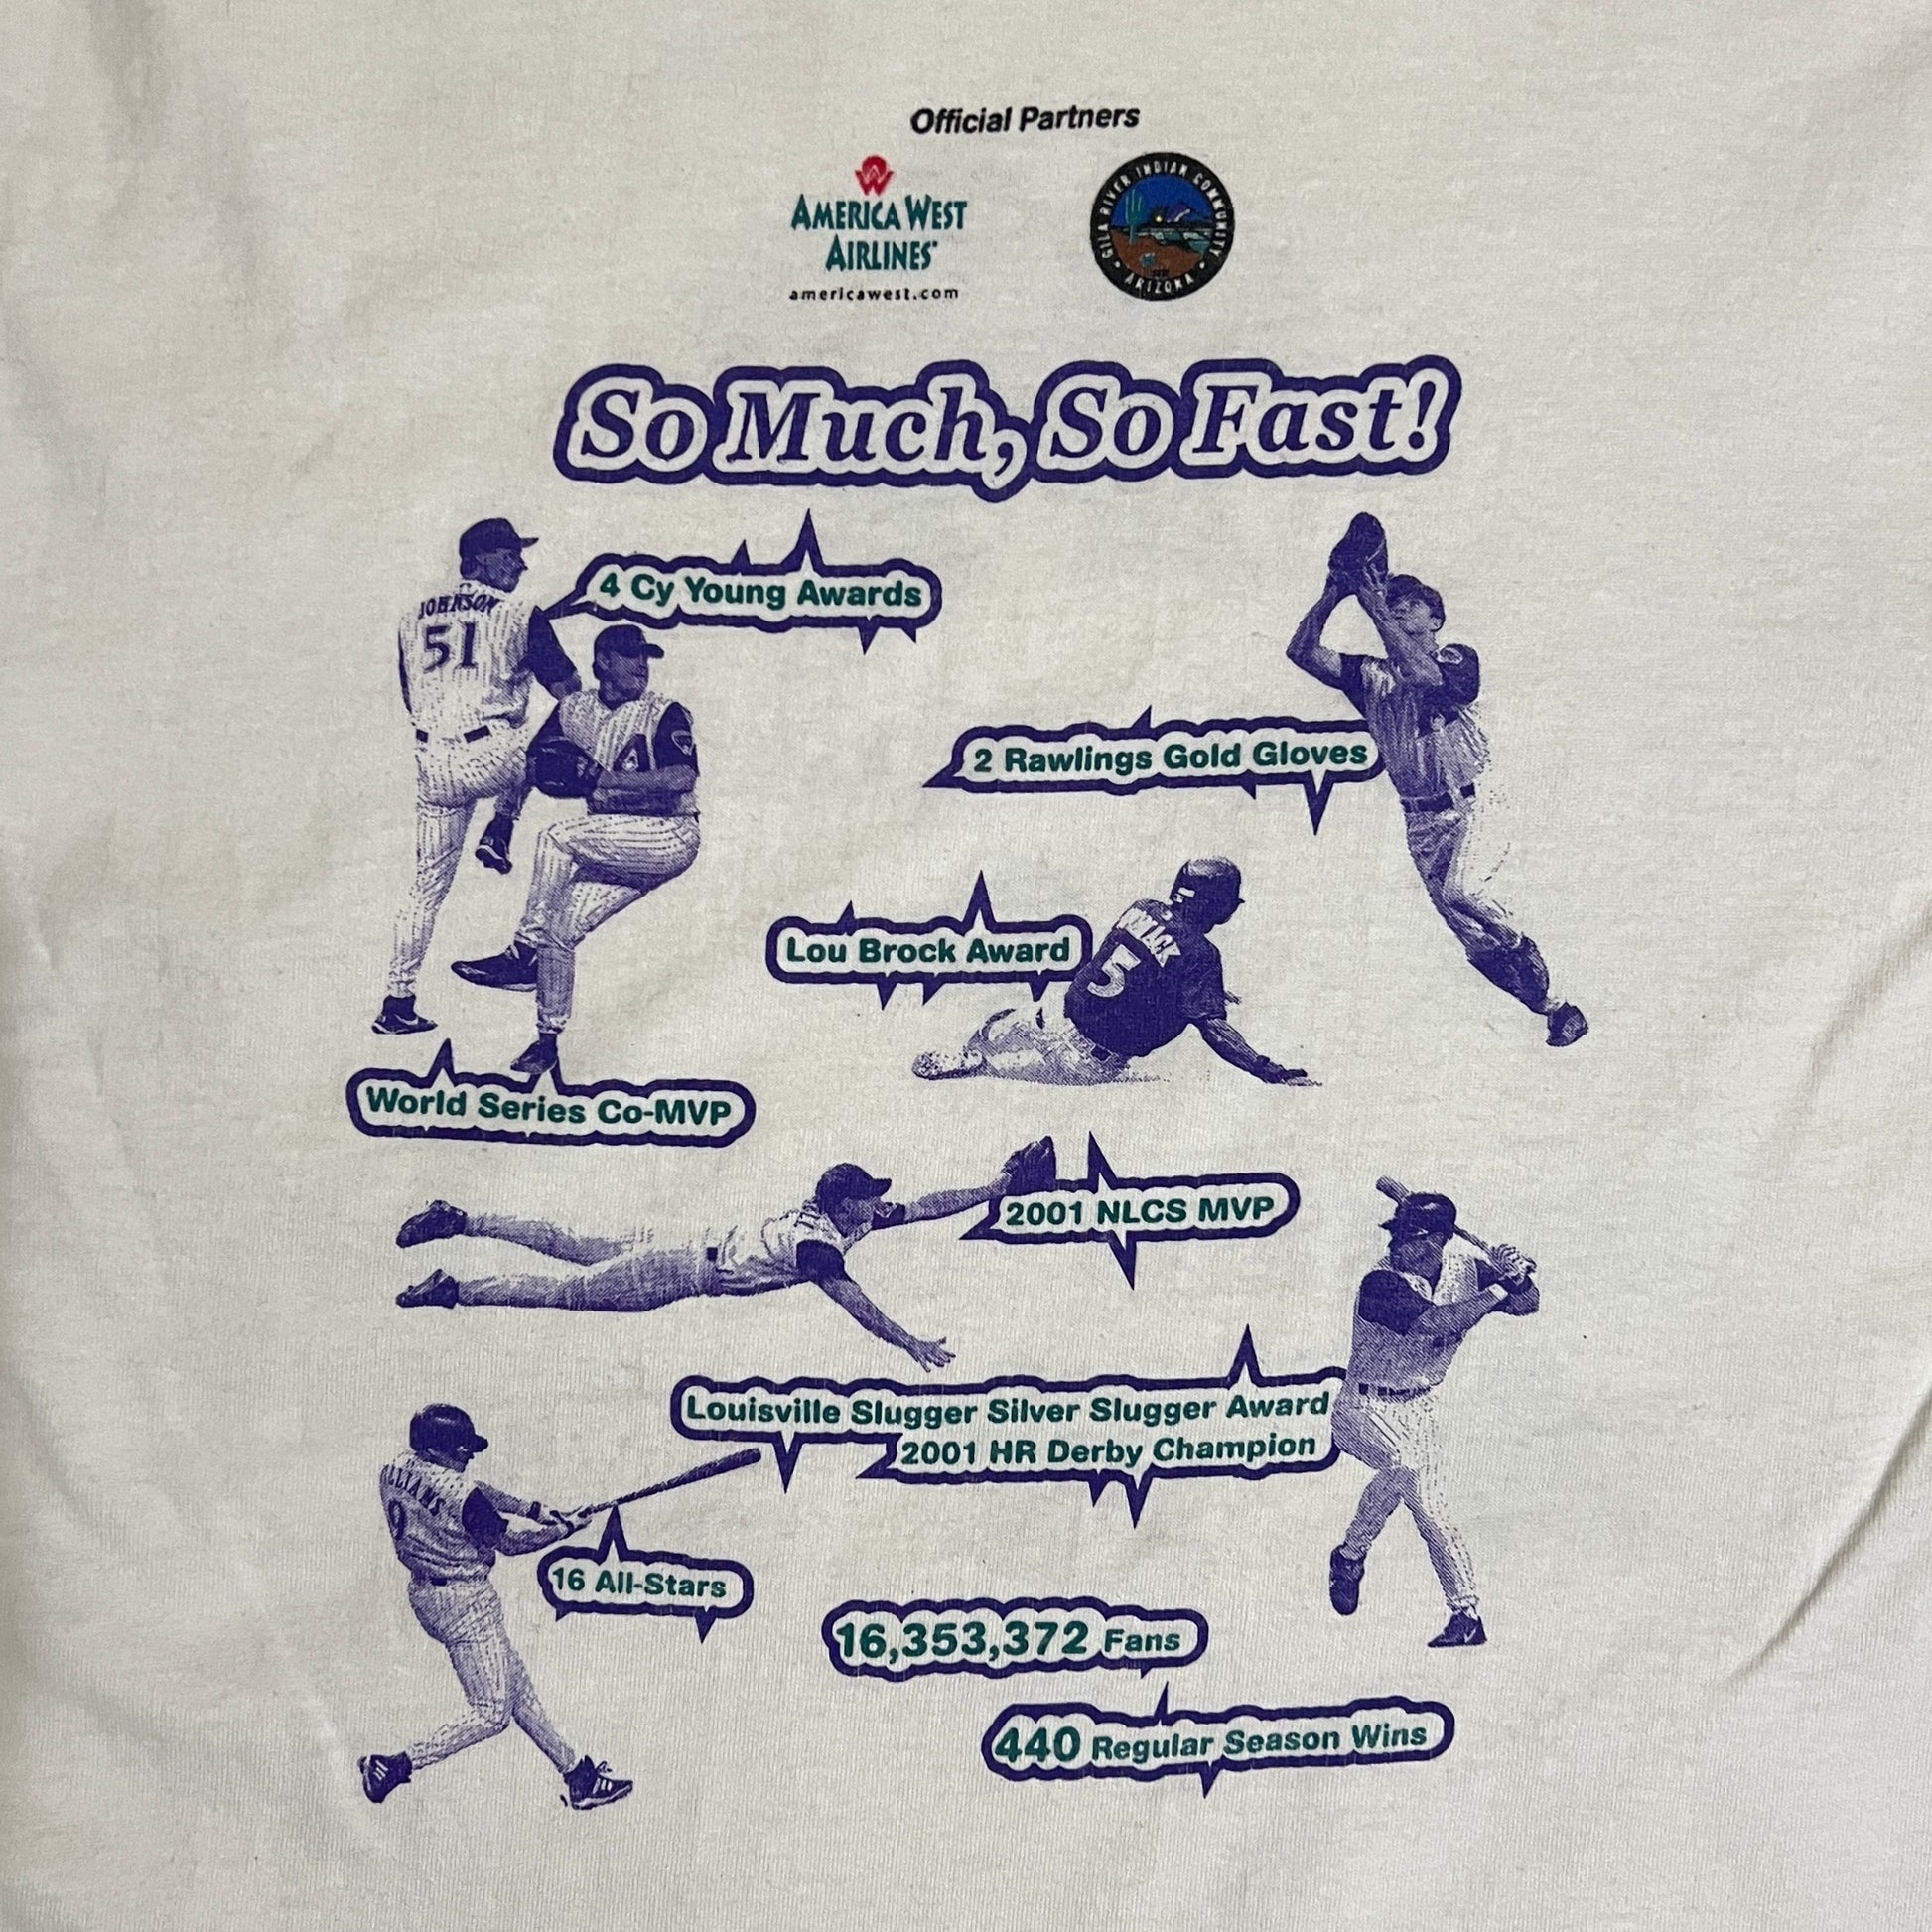 Official Partners
AMERICA WEST
AIRLINES
americawest.com
GILA RIVER INDIAN COMMUNITY
ARIZONA
So Much, So Fast!
JOHNSON
51
4 Cy Young Awards
A
2 Rawlings Gold Gloves
Lou Brock Award
5
World Series Co-MVP
2001 NLCS MVP
Louisville Slugger Silver Slugger Award
2001 HR Derby Champion
LLIAMS
9
16 All-Stars
16,353,372 Fans
440 Regular Season Wins